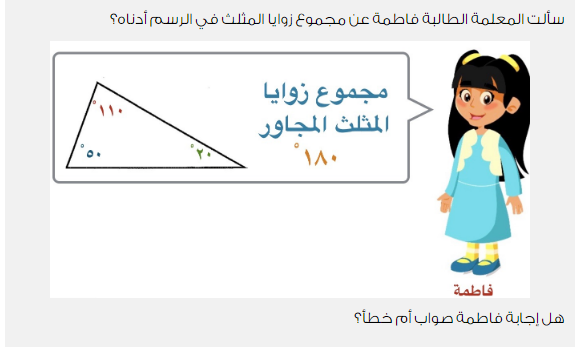 سألت المعلمة الطالبة فاطمة عن مجموع زوايا المثلث في الرسم أدناه؟
مجموع زوايا
المثلث المجاور
١٨٠°
١١٠°
٥٠°
٢٠°
فاطمة
هل إجابة فاطمة صواب أم خطأ؟